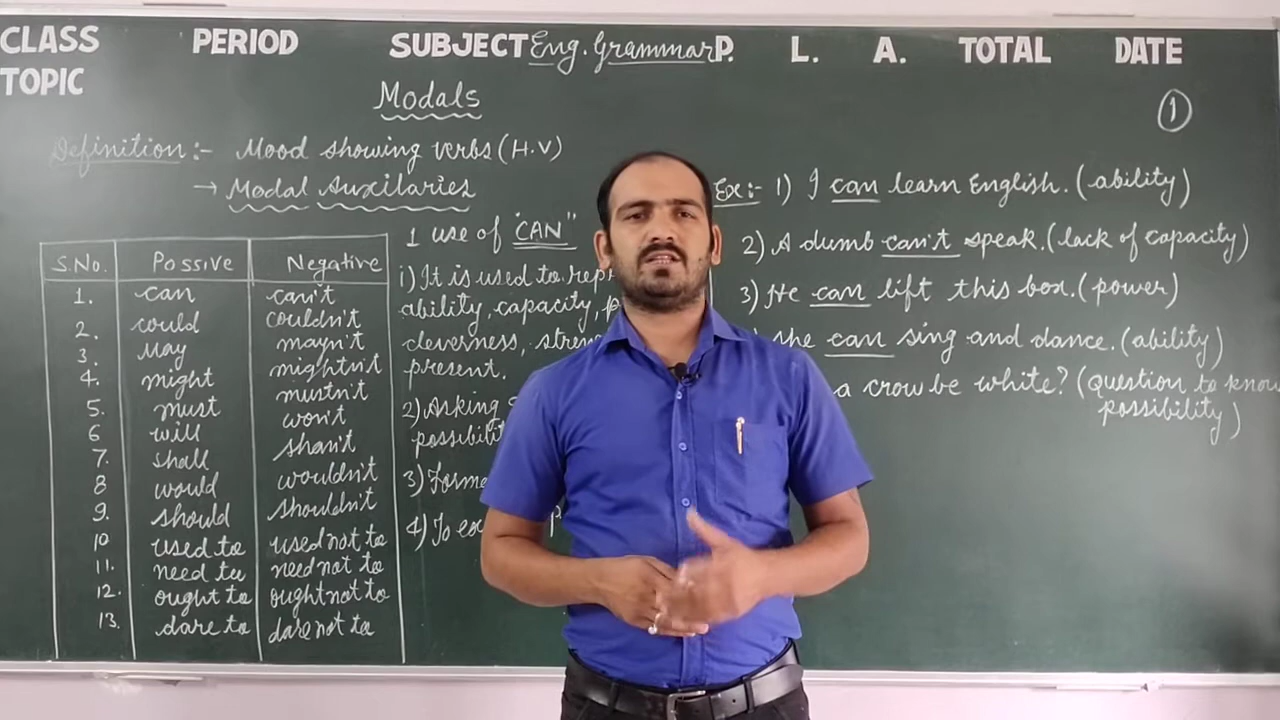 CLASS PERIOD SUBJECT Eng. Grammar P. L. A. TOTAL DATE
TOPIC
Modals
1
Definition :- Mood showing verbs (H.V)
→ Modal Auxilaries
S.No. Possive Negative
1. can can't
2. could couldn't
3. May mayn't
4. might mightn't
5. must mustn't
6 will won't
7. shall shan't
8 would wouldn't
9. should shouldn't
10 used to used not to
11. need to need not to
12. ought to ought not to
13. dare to dare not to
1 use of "CAN"
i) It is used to
ability, capacity,
cleverness,
present.
2) Asking
3)
4) To
Ex:- 1) I can learn English. (ability)
2) A dumb can't speak. (lack of capacity)
3) He can lift this box. (power)
she can sing and dance. (ability)
a crow be white? (question to know
possibility)